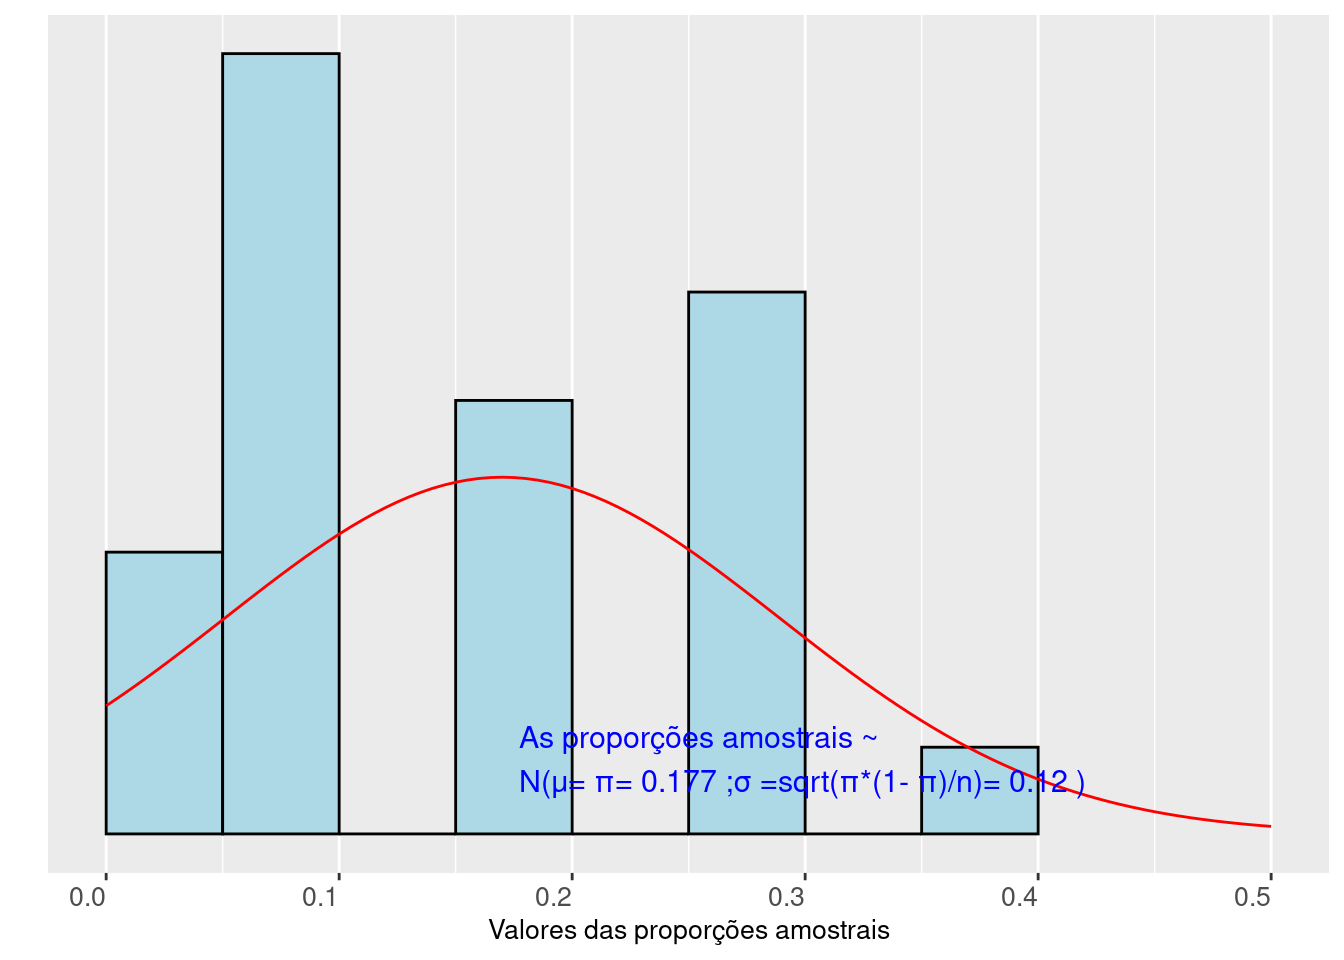 As proporções amostrais ~
N(μ= π= 0.177 ;σ =sqrt(π*(1- π)/n)= 0.12 )
0.0 0.1 0.2 0.3 0.4 0.5
Valores das proporções amostrais